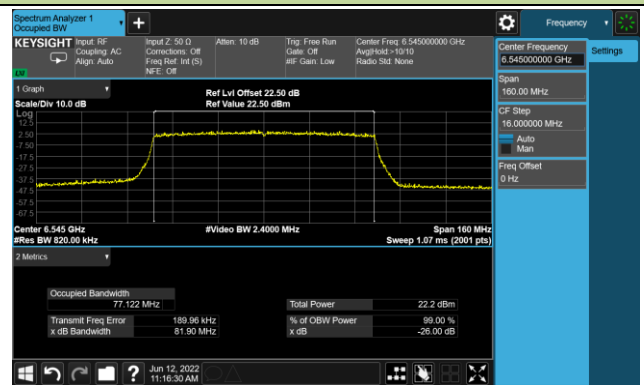 Spectrum Analyzer 1
Occupied BW
Frequency
KEYSIGHT
Input: RF
Coupling: AC
Align: Auto
Input Z: 50 Ω
Corrections: Off
Freq Ref: Int (S)
NFE: Off
Atten: 10 dB
Trig: Free Run
Gate: Off
#IF Gain: Low
Center Freq: 6.545000000 GHz
Avg|Hold:>10/10
Radio Std: None
Center Frequency
6.545000000 GHz
Settings
Span
160.00 MHz
CF Step
16.000000 MHz
Auto
Man
Freq Offset
0 Hz
1 Graph
Scale/Div 10.0 dB
Ref Lvl Offset 22.50 dB
Ref Value 22.50 dBm
Log
12.5
2.50
-7.50
-17.5
-27.5
-37.5
-47.5
-57.5
-67.5
Center 6.545 GHz
#Video BW 2.4000 MHz
Span 160 MHz
#Res BW 820.00 kHz
Sweep 1.07 ms (2001 pts)
2 Metrics
Occupied Bandwidth
77.122 MHz
Total Power 22.2 dBm
Transmit Freq Error 189.96 kHz
% of OBW Power 99.00 %
x dB Bandwidth 81.90 MHz
x dB -26.00 dB
?
Jun 12, 2022
11:16:30 AM